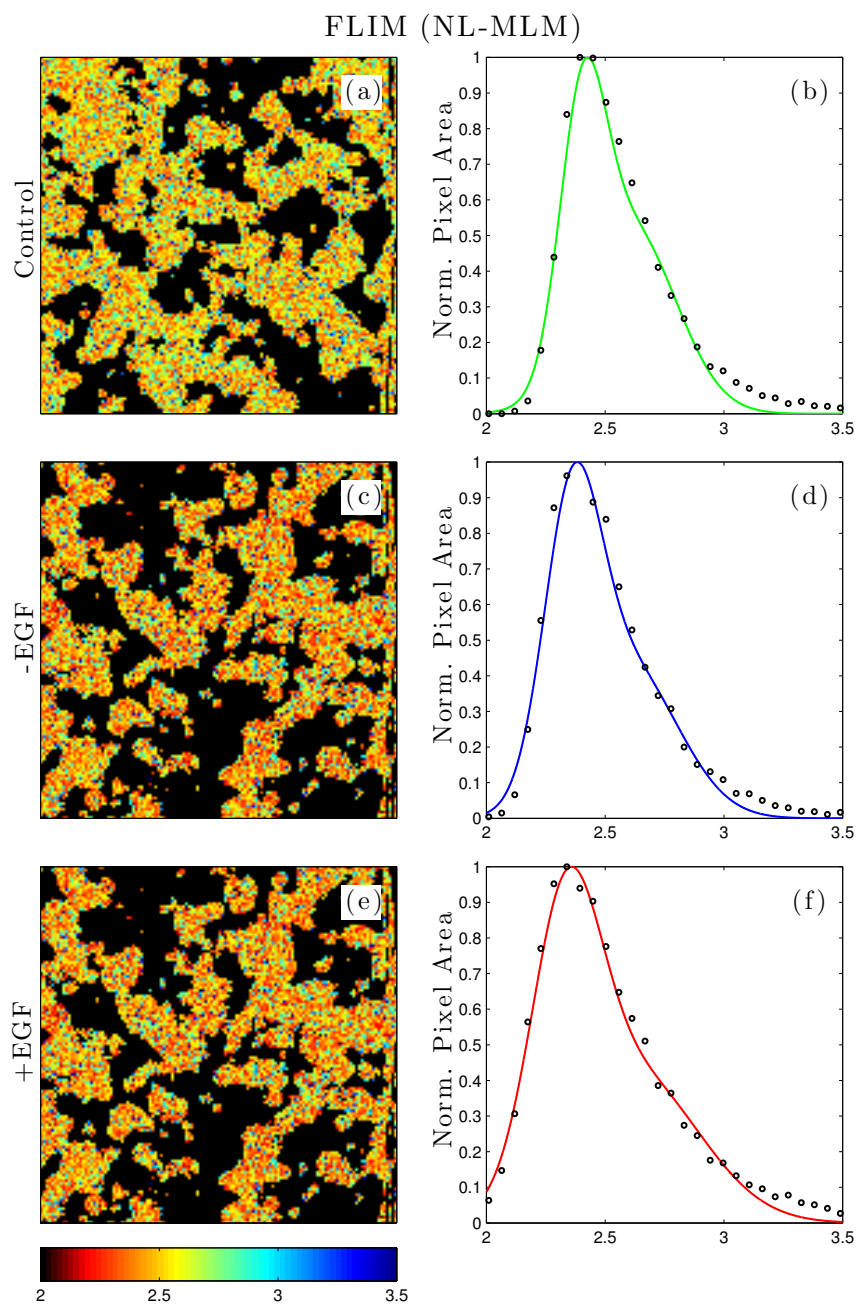 FLIM (NL-MLM)
Control
(a)
Norm. Pixel Area
(b)
1
0.9
0.8
0.7
0.6
0.5
0.4
0.3
0.2
0.1
0
2 2.5 3 3.5
-EGF
(c)
Norm. Pixel Area
(d)
1
0.9
0.8
0.7
0.6
0.5
0.4
0.3
0.2
0.1
0
2 2.5 3 3.5
+EGF
(e)
Norm. Pixel Area
(f)
1
0.9
0.8
0.7
0.6
0.5
0.4
0.3
0.2
0.1
0
2 2.5 3 3.5
2 2.5 3 3.5